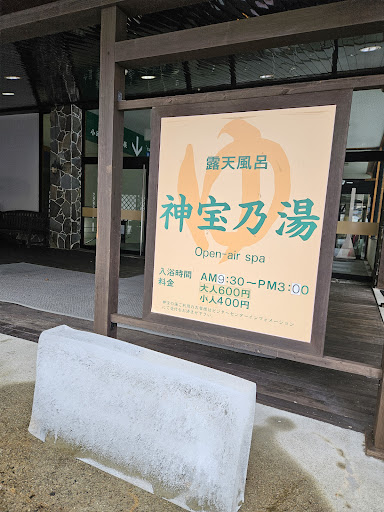 ゆ
露天風呂
神宝乃湯
Open-air spa
入浴時間 AM9:30～PM3:00
料金 大人600円
小人400円